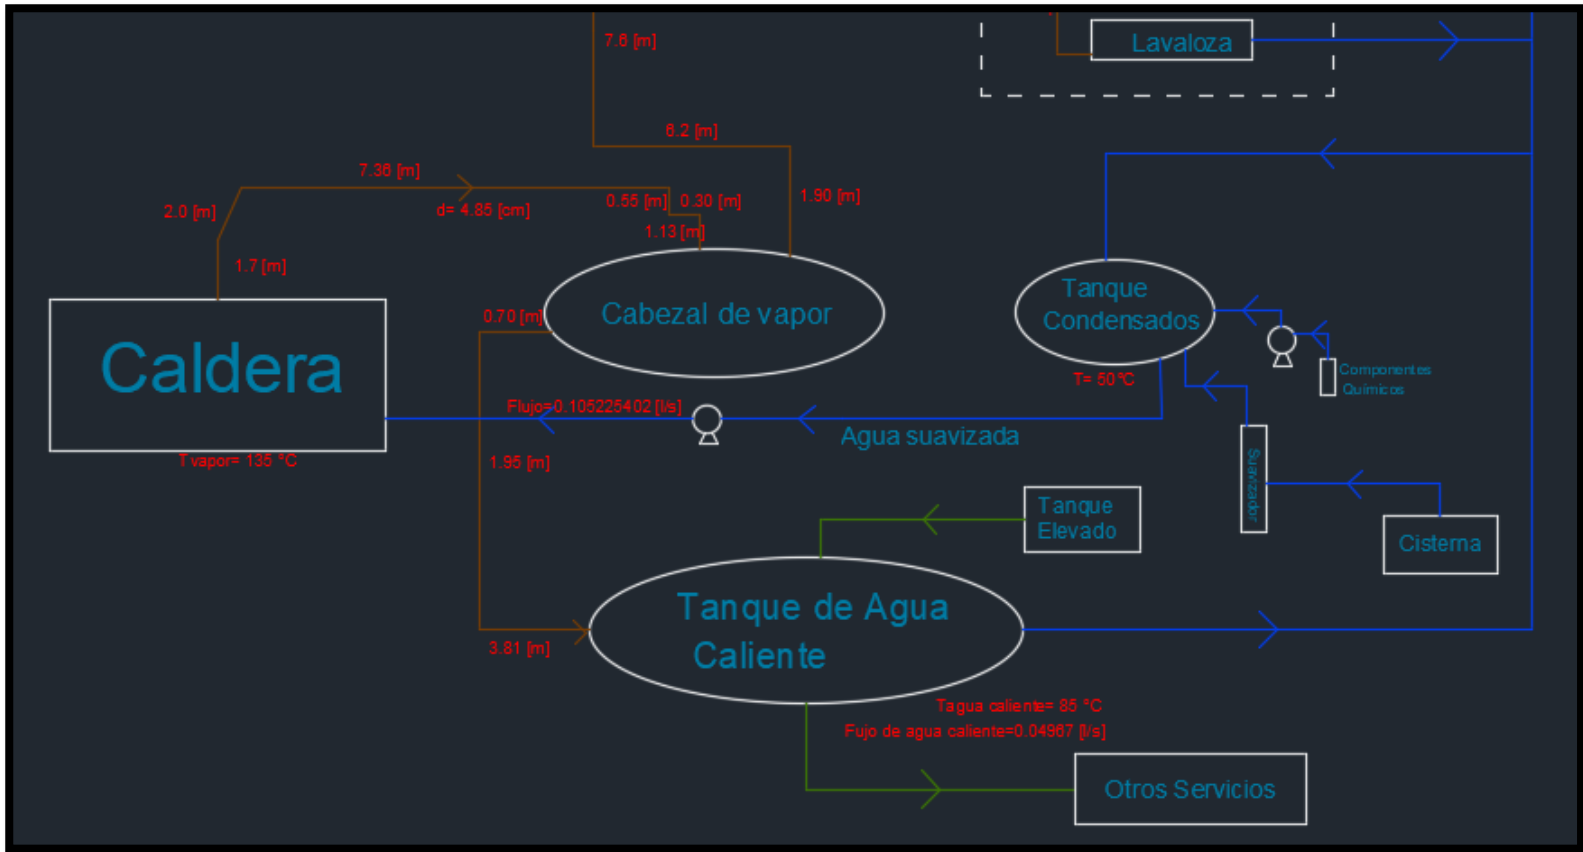 7.6 [m]
Lavaloza
6.2 [m]
7.36 [m]
2.0 [m]
d= 4.85 [cm]
0.55 [m]
0.30 [m]
1.90 [m]
1.13 [m]
1.7 [m]
Tanque
Condensados
Cabezal de vapor
0.70 [m]
Caldera
Componentes
Químicos
T= 50°C
Flujo=0.105225402 [l/s]
Agua suavizada
Tvapor= 135 °C
1.95 [m]
Suavizador
Tanque
Elevado
Cisterna
Tanque de Agua
Caliente
3.81 [m]
Tagua caliente= 85 °C
Fujo de agua caliente=0.04967 [l/s]
Otros Servicios